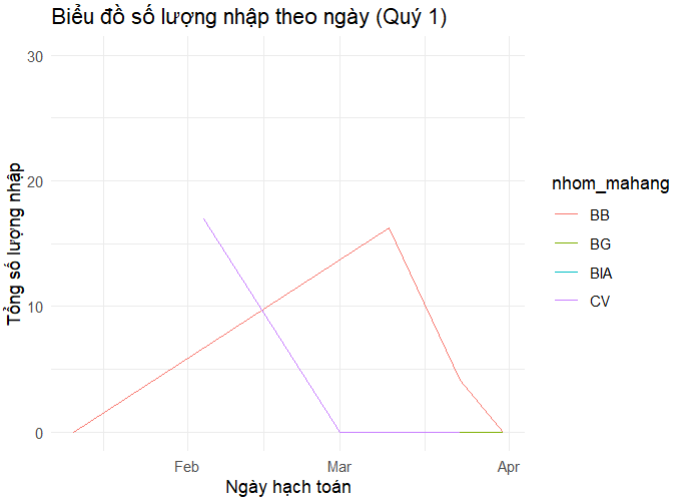 Biểu đồ số lượng nhập theo ngày (Quý 1)
Tổng số lượng nhập
30
20
10
0
Feb
Mar
Apr
Ngày hạch toán
nhom_mahang
BB
BG
BIA
CV